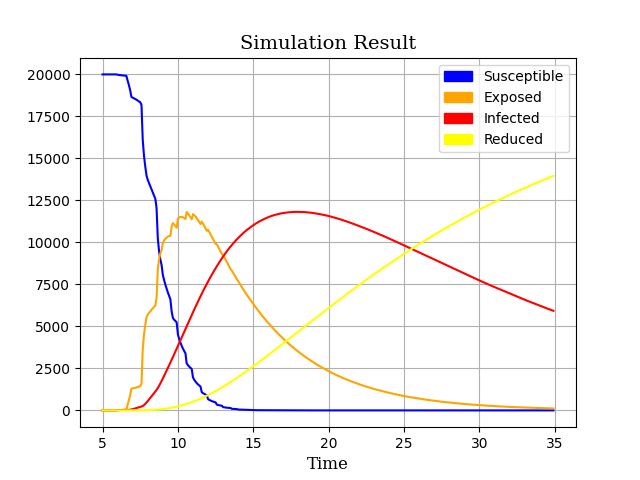 Simulation Result
20000
17500
15000
12500
10000
7500
5000
2500
0
Susceptible
Exposed
Infected
Reduced
5 10 15 20 25 30 35
Time